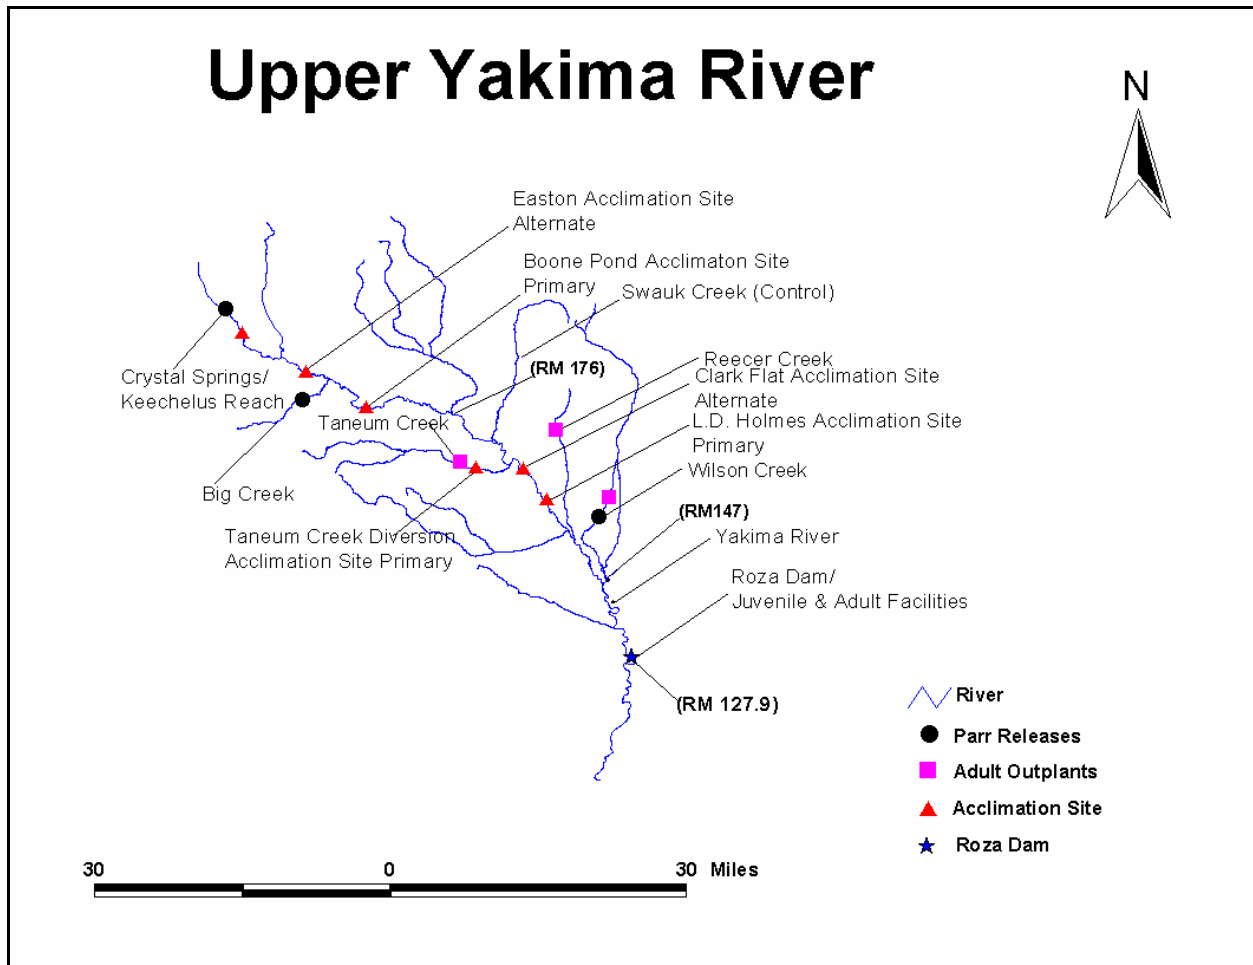 Upper Yakima River
N
Easton Acclimation Site
Alternate
Boone Pond Acclimaton Site
Primary
Swauk Creek (Control)
(RM 176)
Reecer Creek
Clark Flat Acclimation Site
Alternate
Crystal Springs/
Keechelus Reach
Taneum Creek
L.D. Holmes Acclimation Site
Primary
Wilson Creek
Big Creek
(RM147)
Taneum Creek Diversion
Acclimation Site Primary
Yakima River
Roza Dam/
Juvenile & Adult Facilities
(RM 127.9)
River
Parr Releases
Adult Outplants
Acclimation Site
Roza Dam
30 0 30 Miles